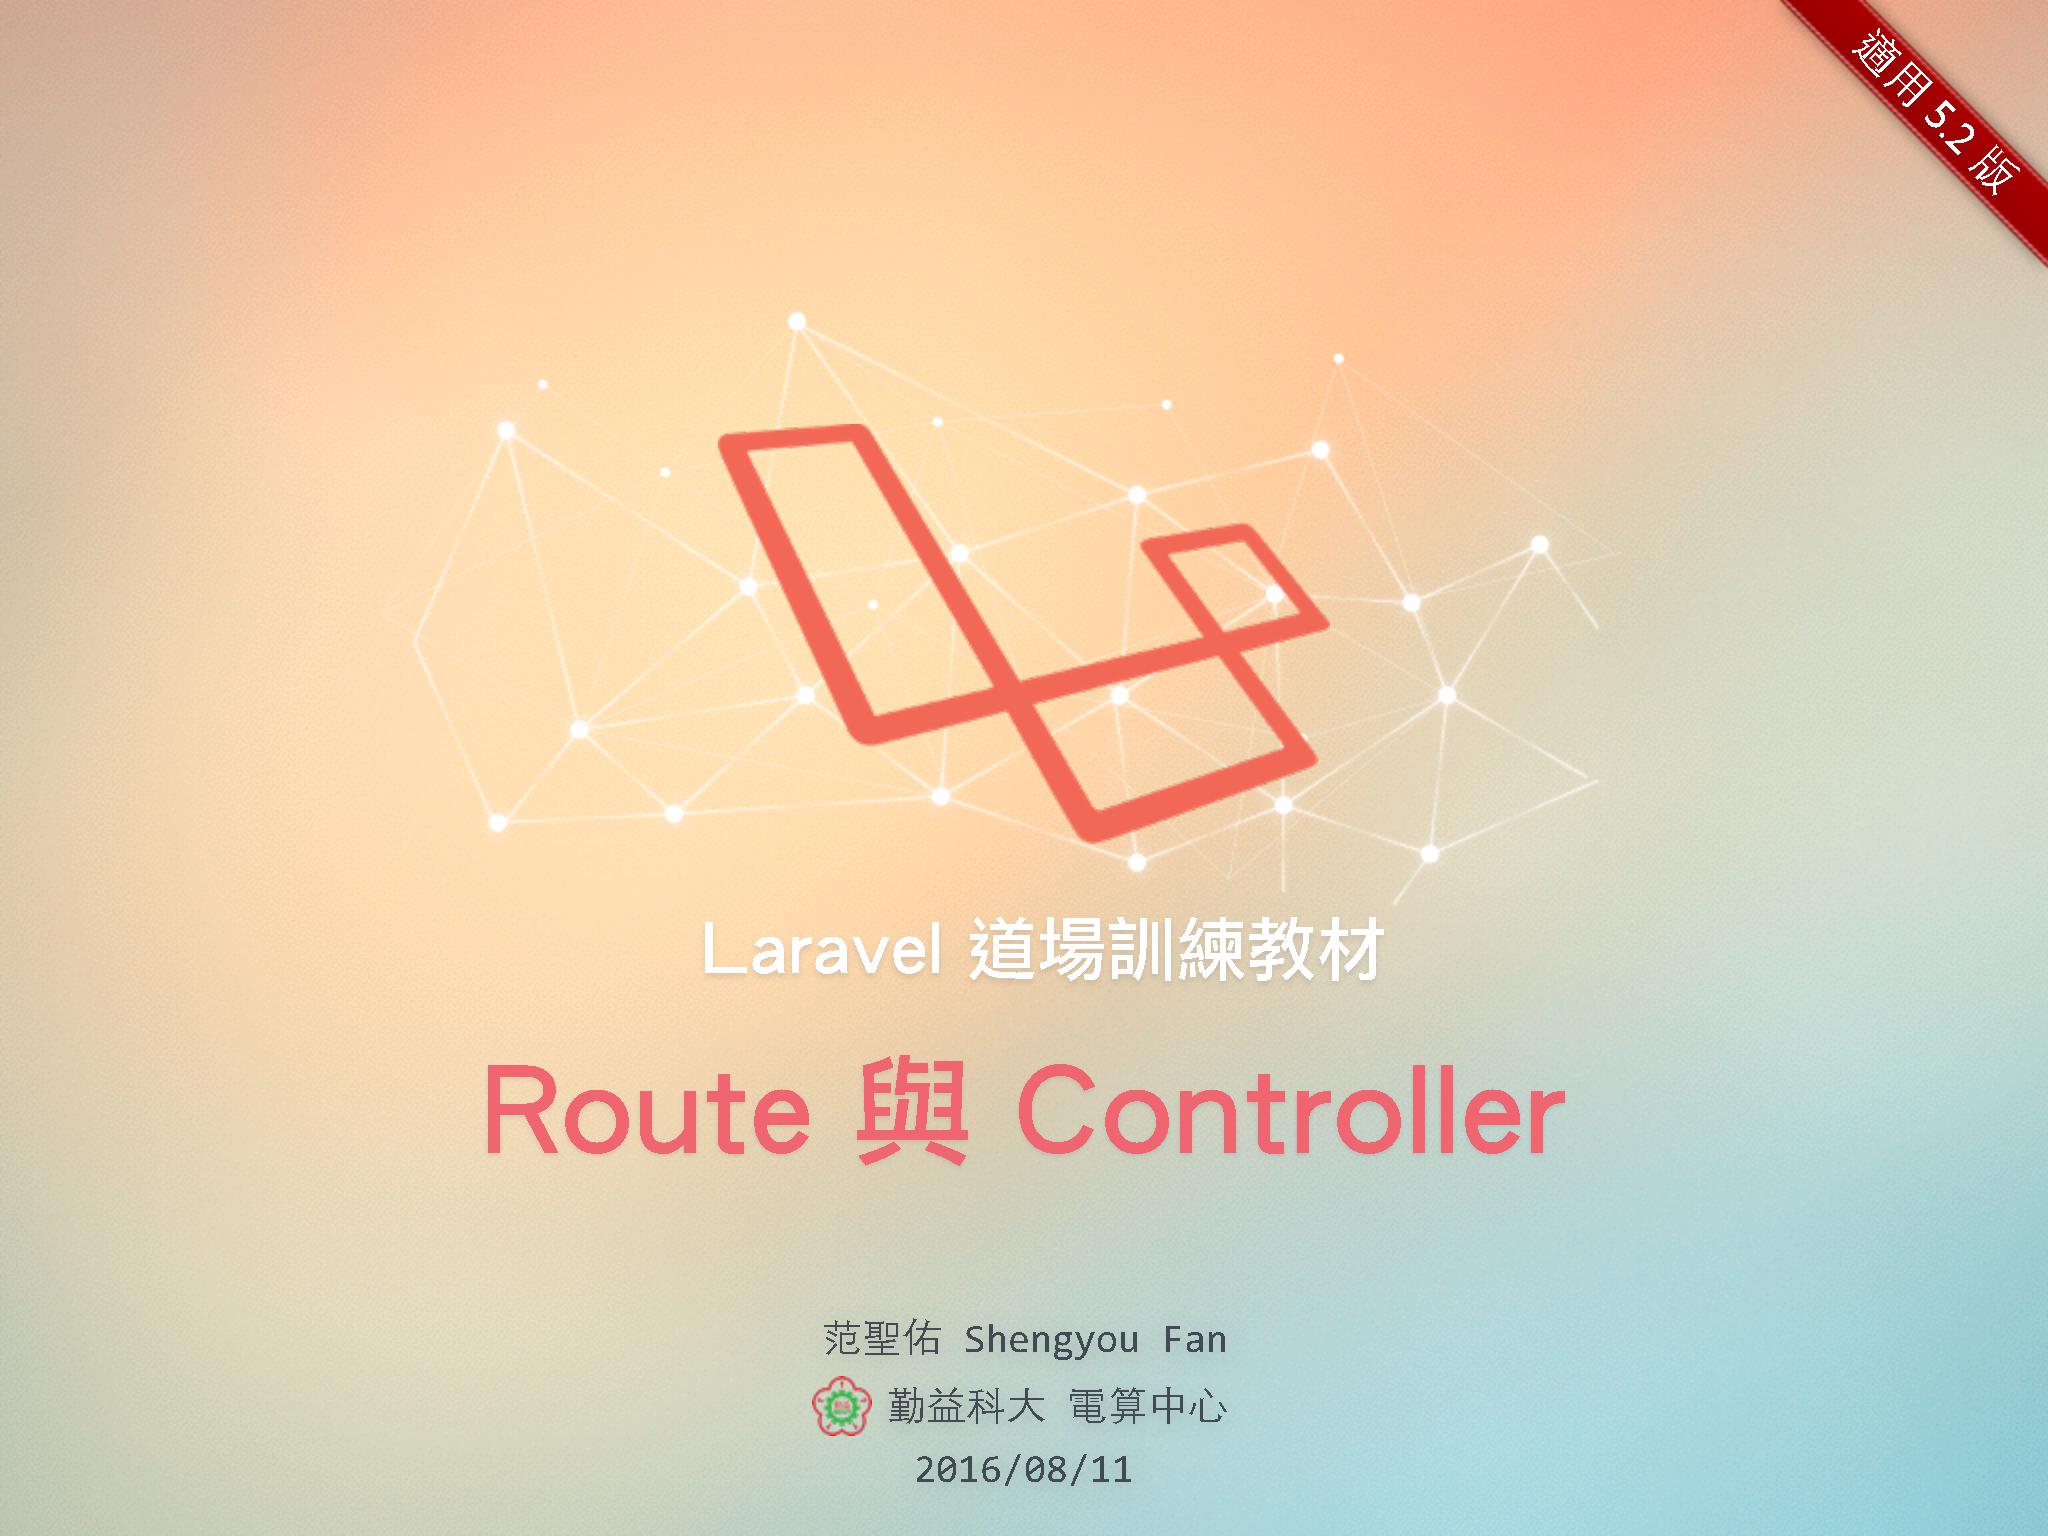 適用 5.2 版
Laravel 道場訓練教材
Route 與 Controller
范聖佑 Shengyou Fan
勤益科大 電算中心
2016/08/11